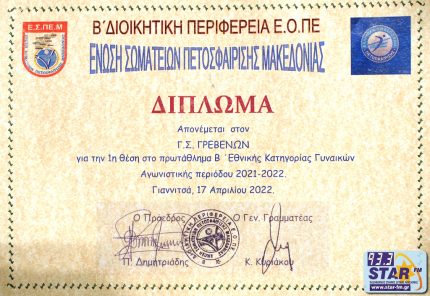 Ε.Σ.ΠΕ.Μ
Β΄ΔΙΟΙΚΗΤΙΚΗ ΠΕΡΙΦΕΡΕΙΑ Ε.Ο.ΠΕ
ΕΝΩΣΗ ΣΩΜΑΤΕΙΩΝ ΠΕΤΟΣΦΑΙΡΙΣΗΣ ΜΑΚΕΔΟΝΙΑΣ
ΔΙΠΛΩΜΑ
Απονέμεται στον
Γ.Σ. ΓΡΕΒΕΝΩΝ
για την 1η θέση στο πρωτάθλημα Β ΄Εθνικής Κατηγορίας Γυναικών
Αγωνιστικής περιόδου 2021-2022.
Γιαννιτσά, 17 Απριλίου 2022.
Ο Πρόεδρος Ο Γεν. Γραμματέας
Π. Δημητριάδης Κ. Κυριάκου
93.3
STAR FM
www.star-fm.gr